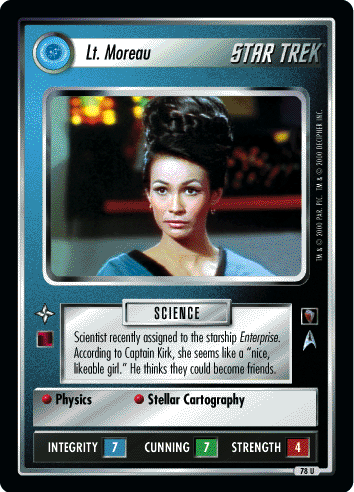 Lt. Moreau
STAR TREK
TM & © 2000 PAR. PIC. TM & © 2000 DECIPHER INC.
SCIENCE
Scientist recently assigned to the starship Enterprise.
According to Captain Kirk, she seems like a “nice,
likeable girl.” He thinks they could become friends.
Physics
Stellar Cartography
INTEGRITY 7 CUNNING 7 STRENGTH 4
78 U